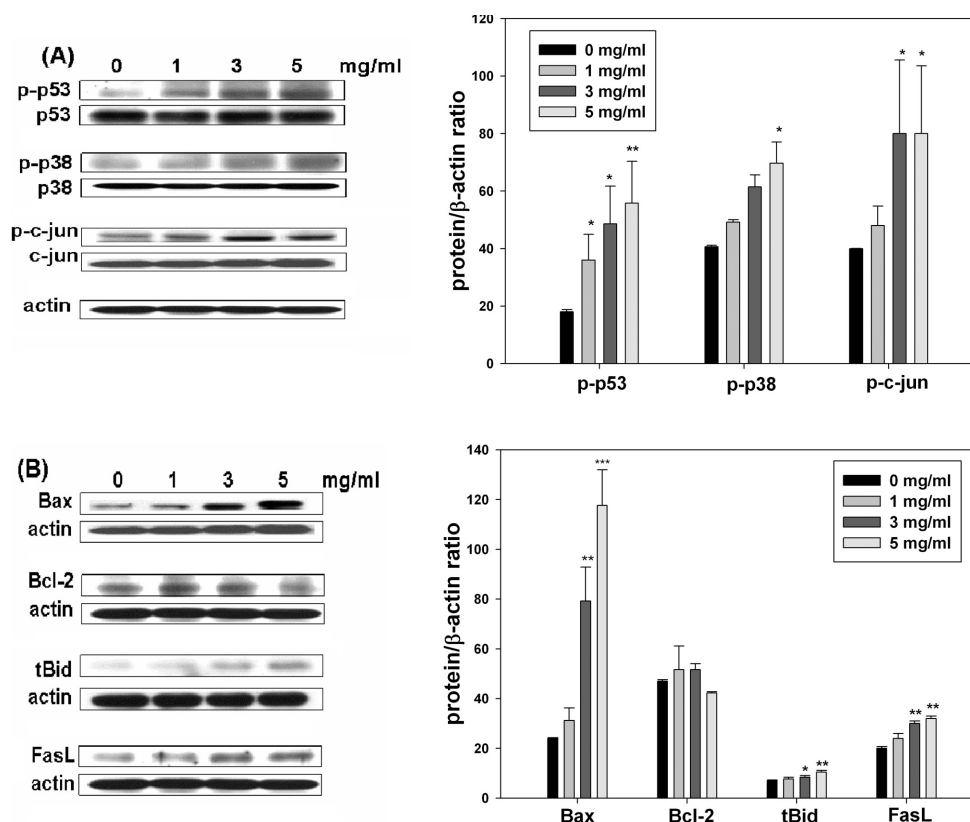 (A)
0 1 3 5 mg/ml
p-p53
p53
p-p38
p38
p-c-jun
c-jun
actin
120
100
80
60
40
20
0
protein/β-actin ratio
0 mg/ml
1 mg/ml
3 mg/ml
5 mg/ml
* * **
*
* *
p-p53 p-p38 p-c-jun
(B)
0 1 3 5 mg/ml
Bax
actin
Bcl-2
actin
tBid
actin
FasL
actin
140
120
100
80
60
40
20
0
protein/β-actin ratio
0 mg/ml
1 mg/ml
3 mg/ml
5 mg/ml
** ***
* **
** **
Bax Bcl-2 tBid FasL